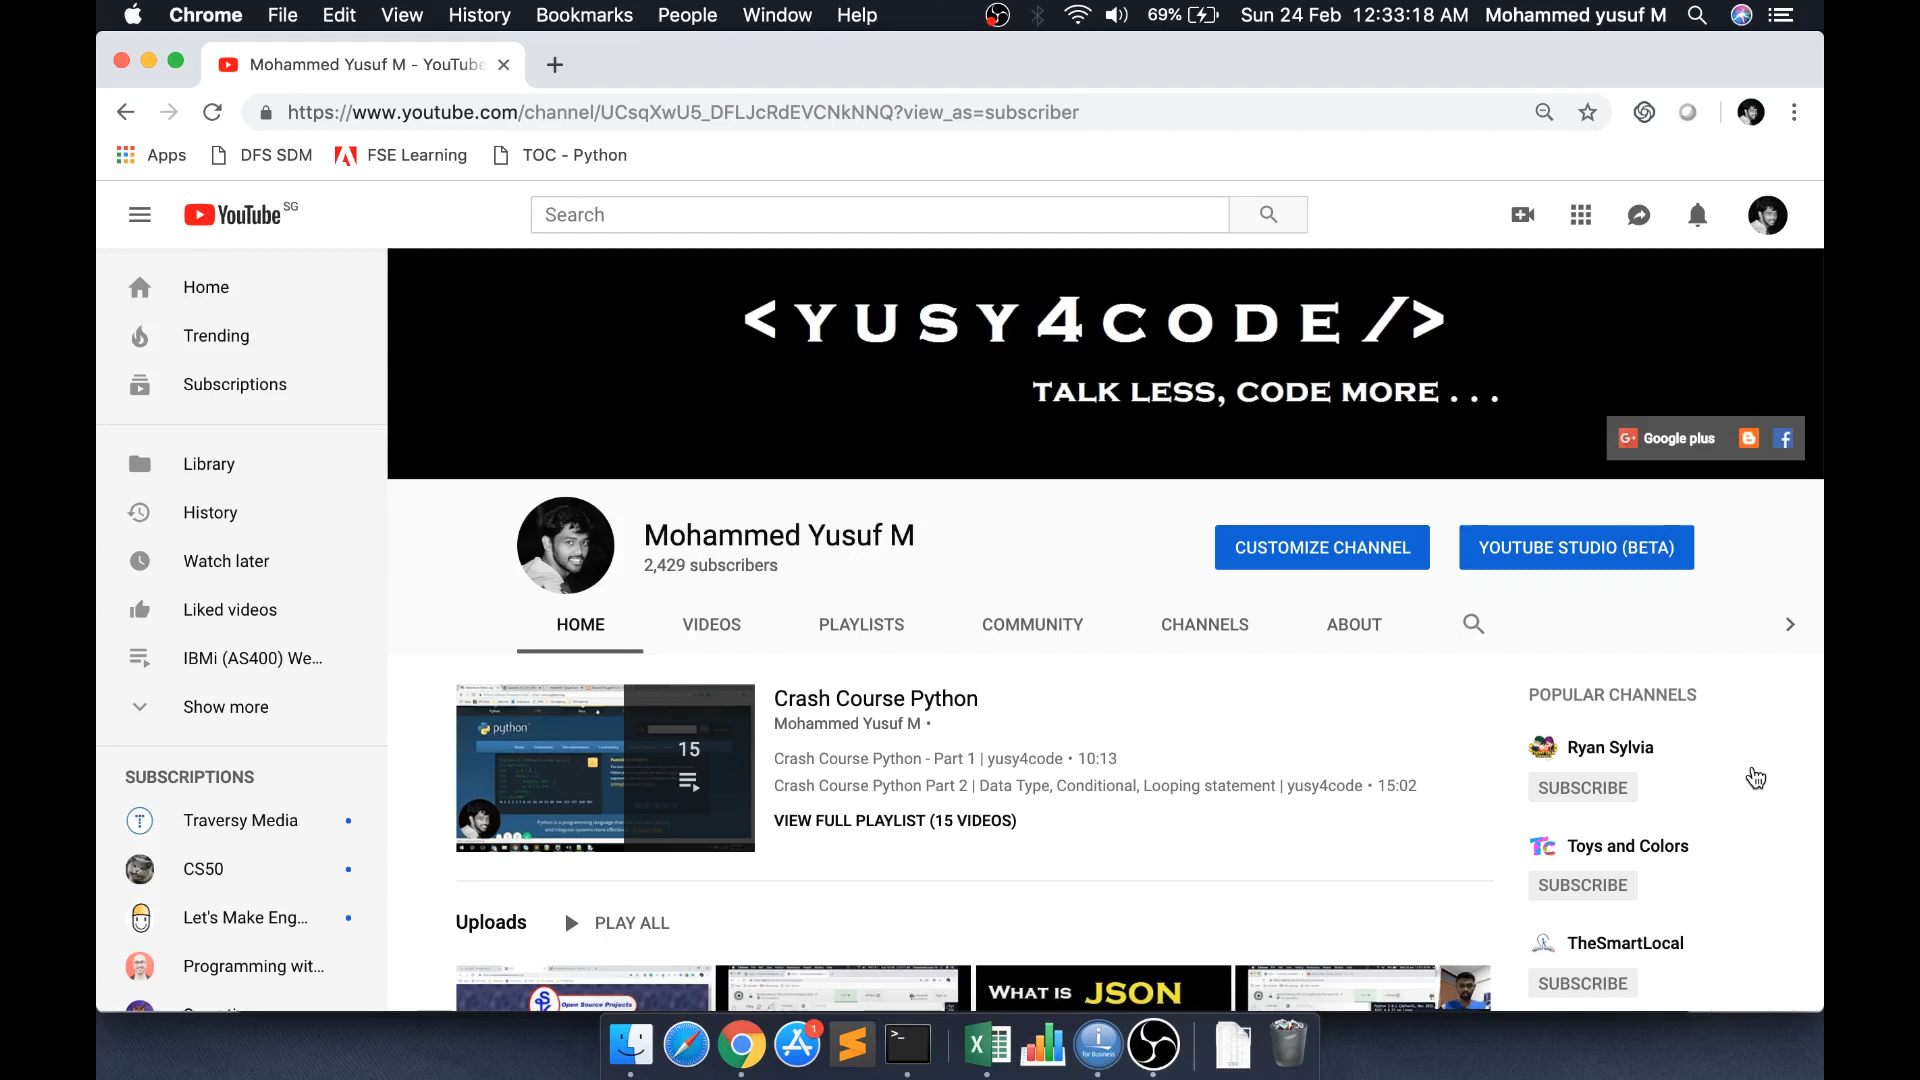 Chrome File Edit View History Bookmarks People Window Help 69% Sun 24 Feb 12:33:18 AM Mohammed yusuf M
Mohammed Yusuf M - YouTube
https://www.youtube.com/channel/UCsqXwU5_DFLJcRdEVCNkNNQ?view_as=subscriber
Apps DFS SDM FSE Learning TOC - Python
YouTube SG
Search
Home
Trending
Subscriptions
Library
History
Watch later
Liked videos
IBMi (AS400) We...
Show more
SUBSCRIPTIONS
Traversy Media
CS50
Let's Make Eng...
Programming wit...
<YUSY4CODE/>
TALK LESS, CODE MORE . . .
G+ Google plus
Mohammed Yusuf M
2,429 subscribers
CUSTOMIZE CHANNEL
YOUTUBE STUDIO (BETA)
HOME VIDEOS PLAYLISTS COMMUNITY CHANNELS ABOUT
python
15
Crash Course Python
Mohammed Yusuf M •
Crash Course Python - Part 1 | yusy4code • 10:13
Crash Course Python Part 2 | Data Type, Conditional, Looping statement | yusy4code • 15:02
VIEW FULL PLAYLIST (15 VIDEOS)
Uploads PLAY ALL
Open Source Projects
WHAT IS JSON
POPULAR CHANNELS
Ryan Sylvia
SUBSCRIBE
Toys and Colors
SUBSCRIBE
TheSmartLocal
SUBSCRIBE
1
for Business